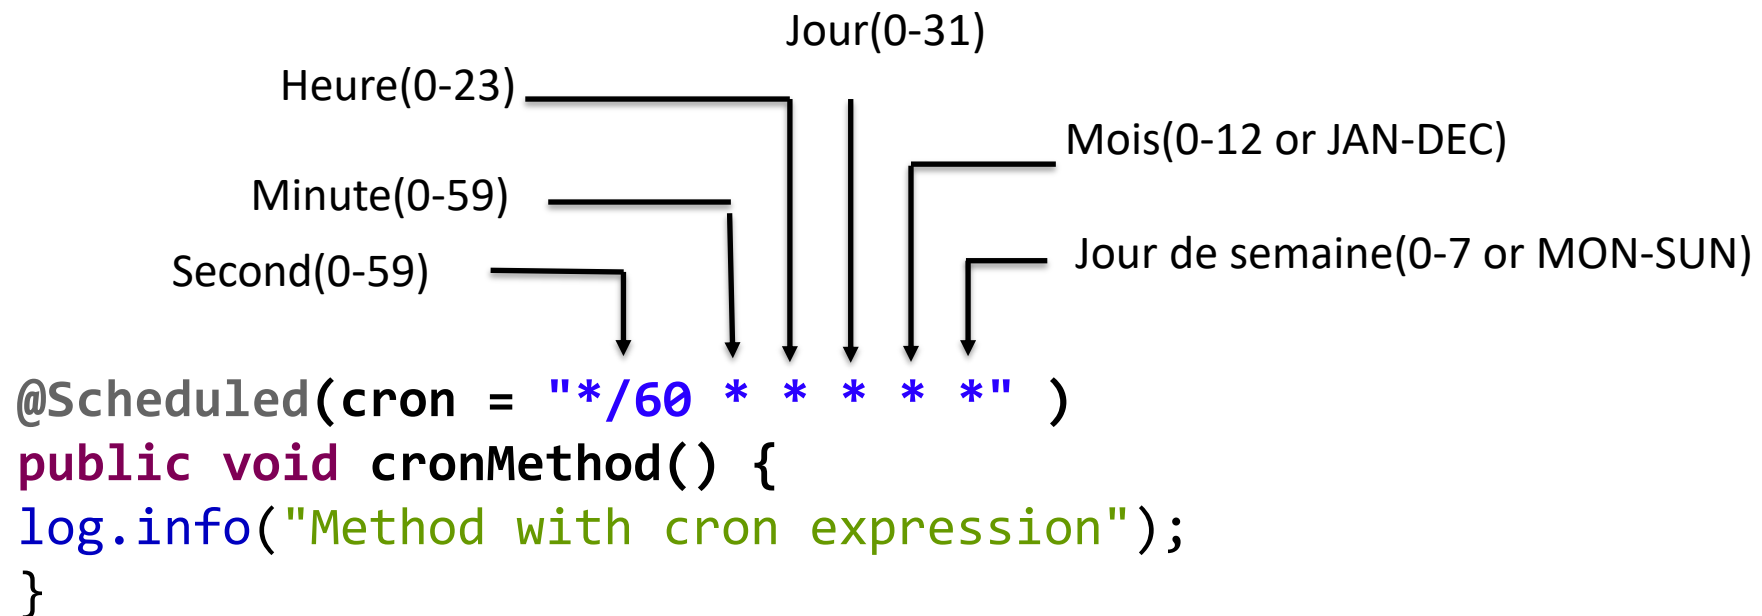 Jour(0-31)
Heure(0-23)
Mois(0-12 or JAN-DEC)
Minute(0-59)
Jour de semaine(0-7 or MON-SUN)
Second(0-59)
@Scheduled(cron = "*/60 * * * * *" )
public void cronMethod() {
log.info("Method with cron expression");
}